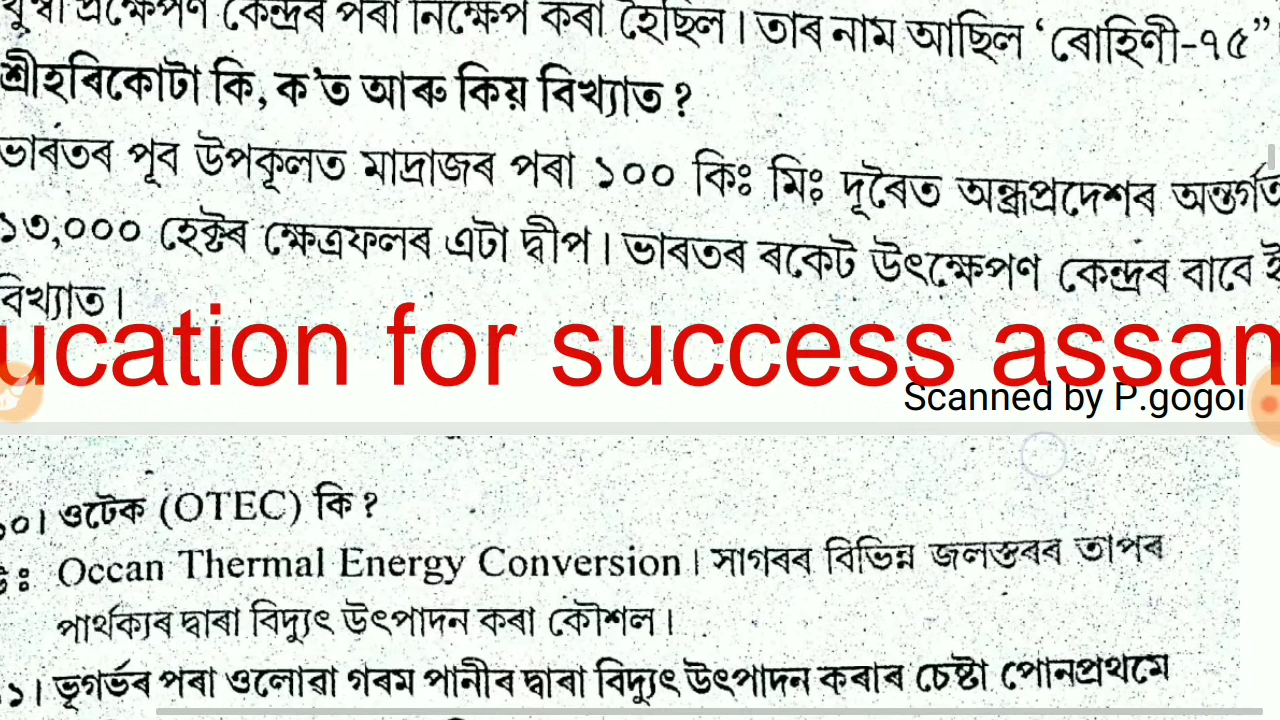 থুম্বা প্ৰক্ষেপণ কেন্দ্ৰৰ পৰা নিক্ষেপ কৰা হৈছিল। তাৰ নাম আছিল ‘ৰোহিণী-৭৫”
শ্ৰীহৰিকোটা কি, ক’ত আৰু কিয় বিখ্যাত ?
ভাৰতৰ পূব উপকূলত মাদ্ৰাজৰ পৰা ১০০ কিঃ মিঃ দূৰৈত অন্ধ্ৰপ্ৰদেশৰ অন্তৰ্গত
১৩,০০০ হেক্টৰ ক্ষেত্ৰফলৰ এটা দ্বীপ। ভাৰতৰ ৰকেট উৎক্ষেপণ কেন্দ্ৰৰ বাবে ই
বিখ্যাত।
ucation for success assam
Scanned by P.gogoi
১০। ওটেক (OTEC) কি ?
উঃ Occan Thermal Energy Conversion। সাগৰৰ বিভিন্ন জলস্তৰৰ তাপৰ
পাৰ্থক্যৰ দ্বাৰা বিদ্যুৎ উৎপাদন কৰা কৌশল।
১। ভূগৰ্ভৰ পৰা ওলোৱা গৰম পানীৰ দ্বাৰা বিদ্যুৎ উৎপাদন কৰাৰ চেষ্টা পোনপ্ৰথমে